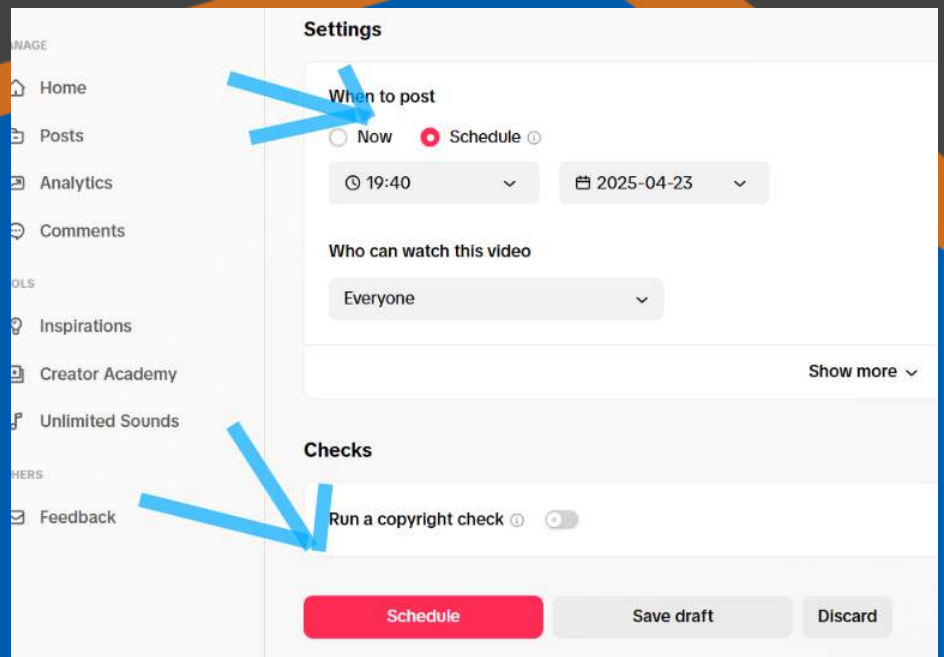 Settings
ANAGE
When to post
Home
Now Schedule
Posts
19:40 2025-04-23
Analytics
Comments
Who can watch this video
Everyone
OLS
Inspirations
Creator Academy
Show more
Unlimited Sounds
Checks
HERS
Feedback
Run a copyright check
Schedule Save draft Discard